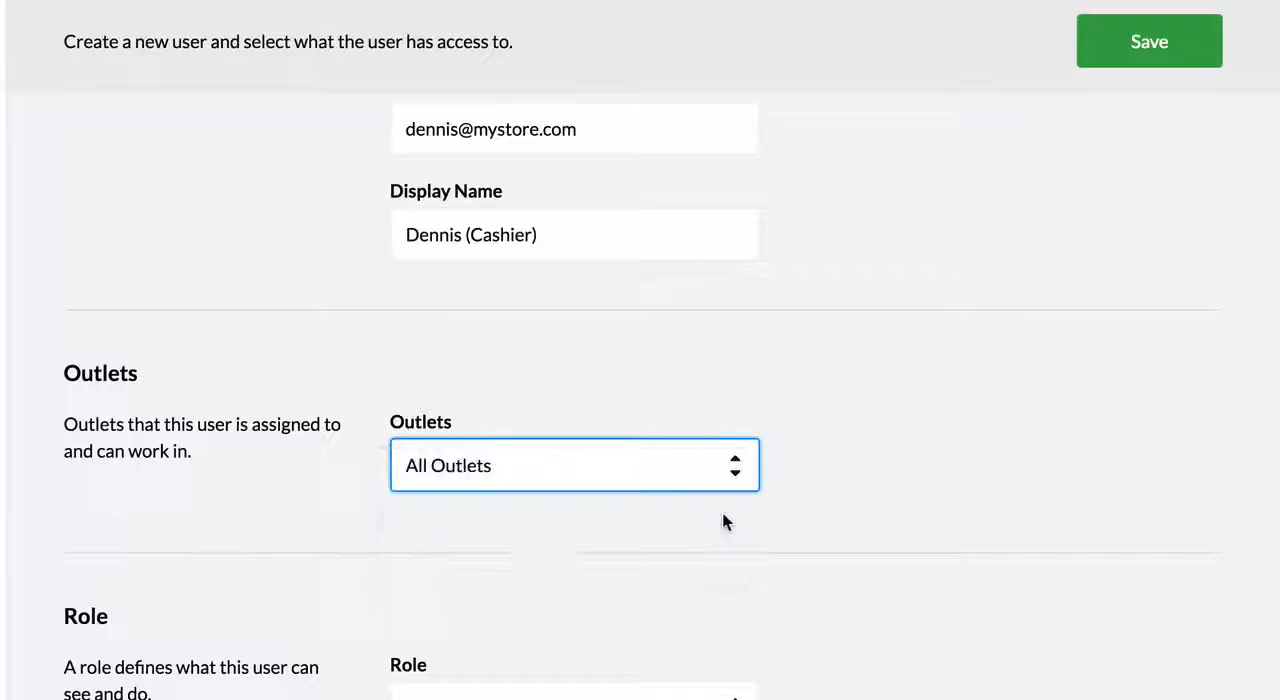 Create a new user and select what the user has access to.
Save
dennis@mystore.com
Display Name
Dennis (Cashier)
Outlets
Outlets that this user is assigned to
and can work in.
Outlets
All Outlets
Role
A role defines what this user can
see and do.
Role